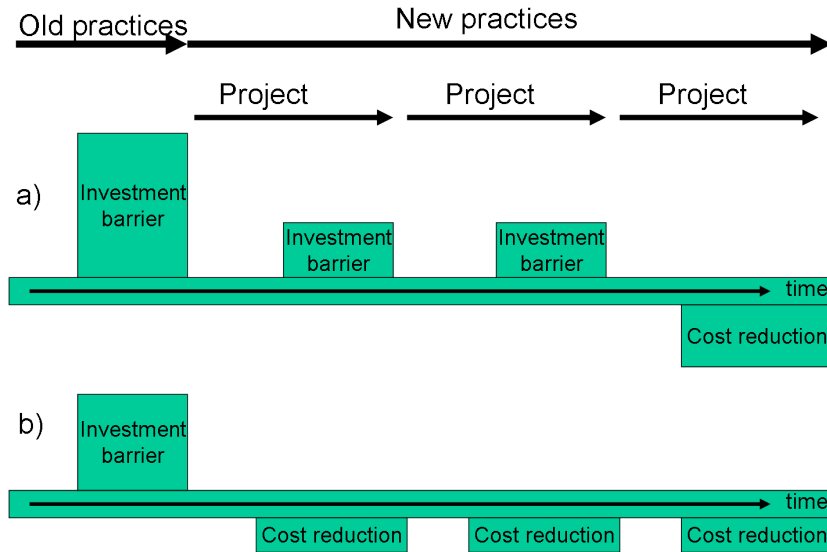 Old practices
New practices
Project
Project
Project
a)
Investment
barrier
Investment
barrier
Investment
barrier
time
Cost reduction
b)
Investment
barrier
time
Cost reduction
Cost reduction
Cost reduction